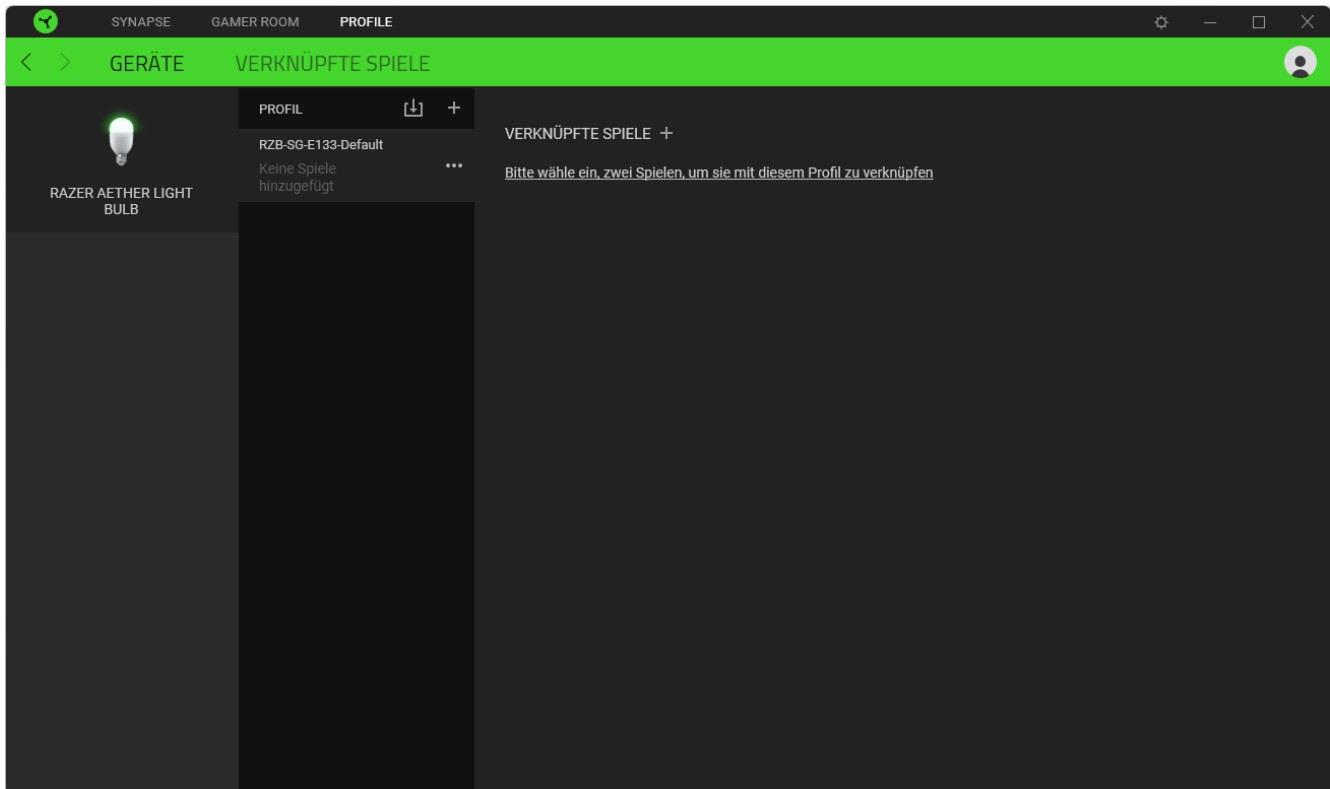 SYNAPSE GAMER ROOM PROFILE
GERÄTE VERKNÜPFTE SPIELE
RAZER AETHER LIGHT
BULB
PROFIL
RZB-SG-E133-Default
Keine Spiele
hinzugefügt
VERKNÜPFTE SPIELE
Bitte wähle ein, zwei Spielen, um sie mit diesem Profil zu verknüpfen